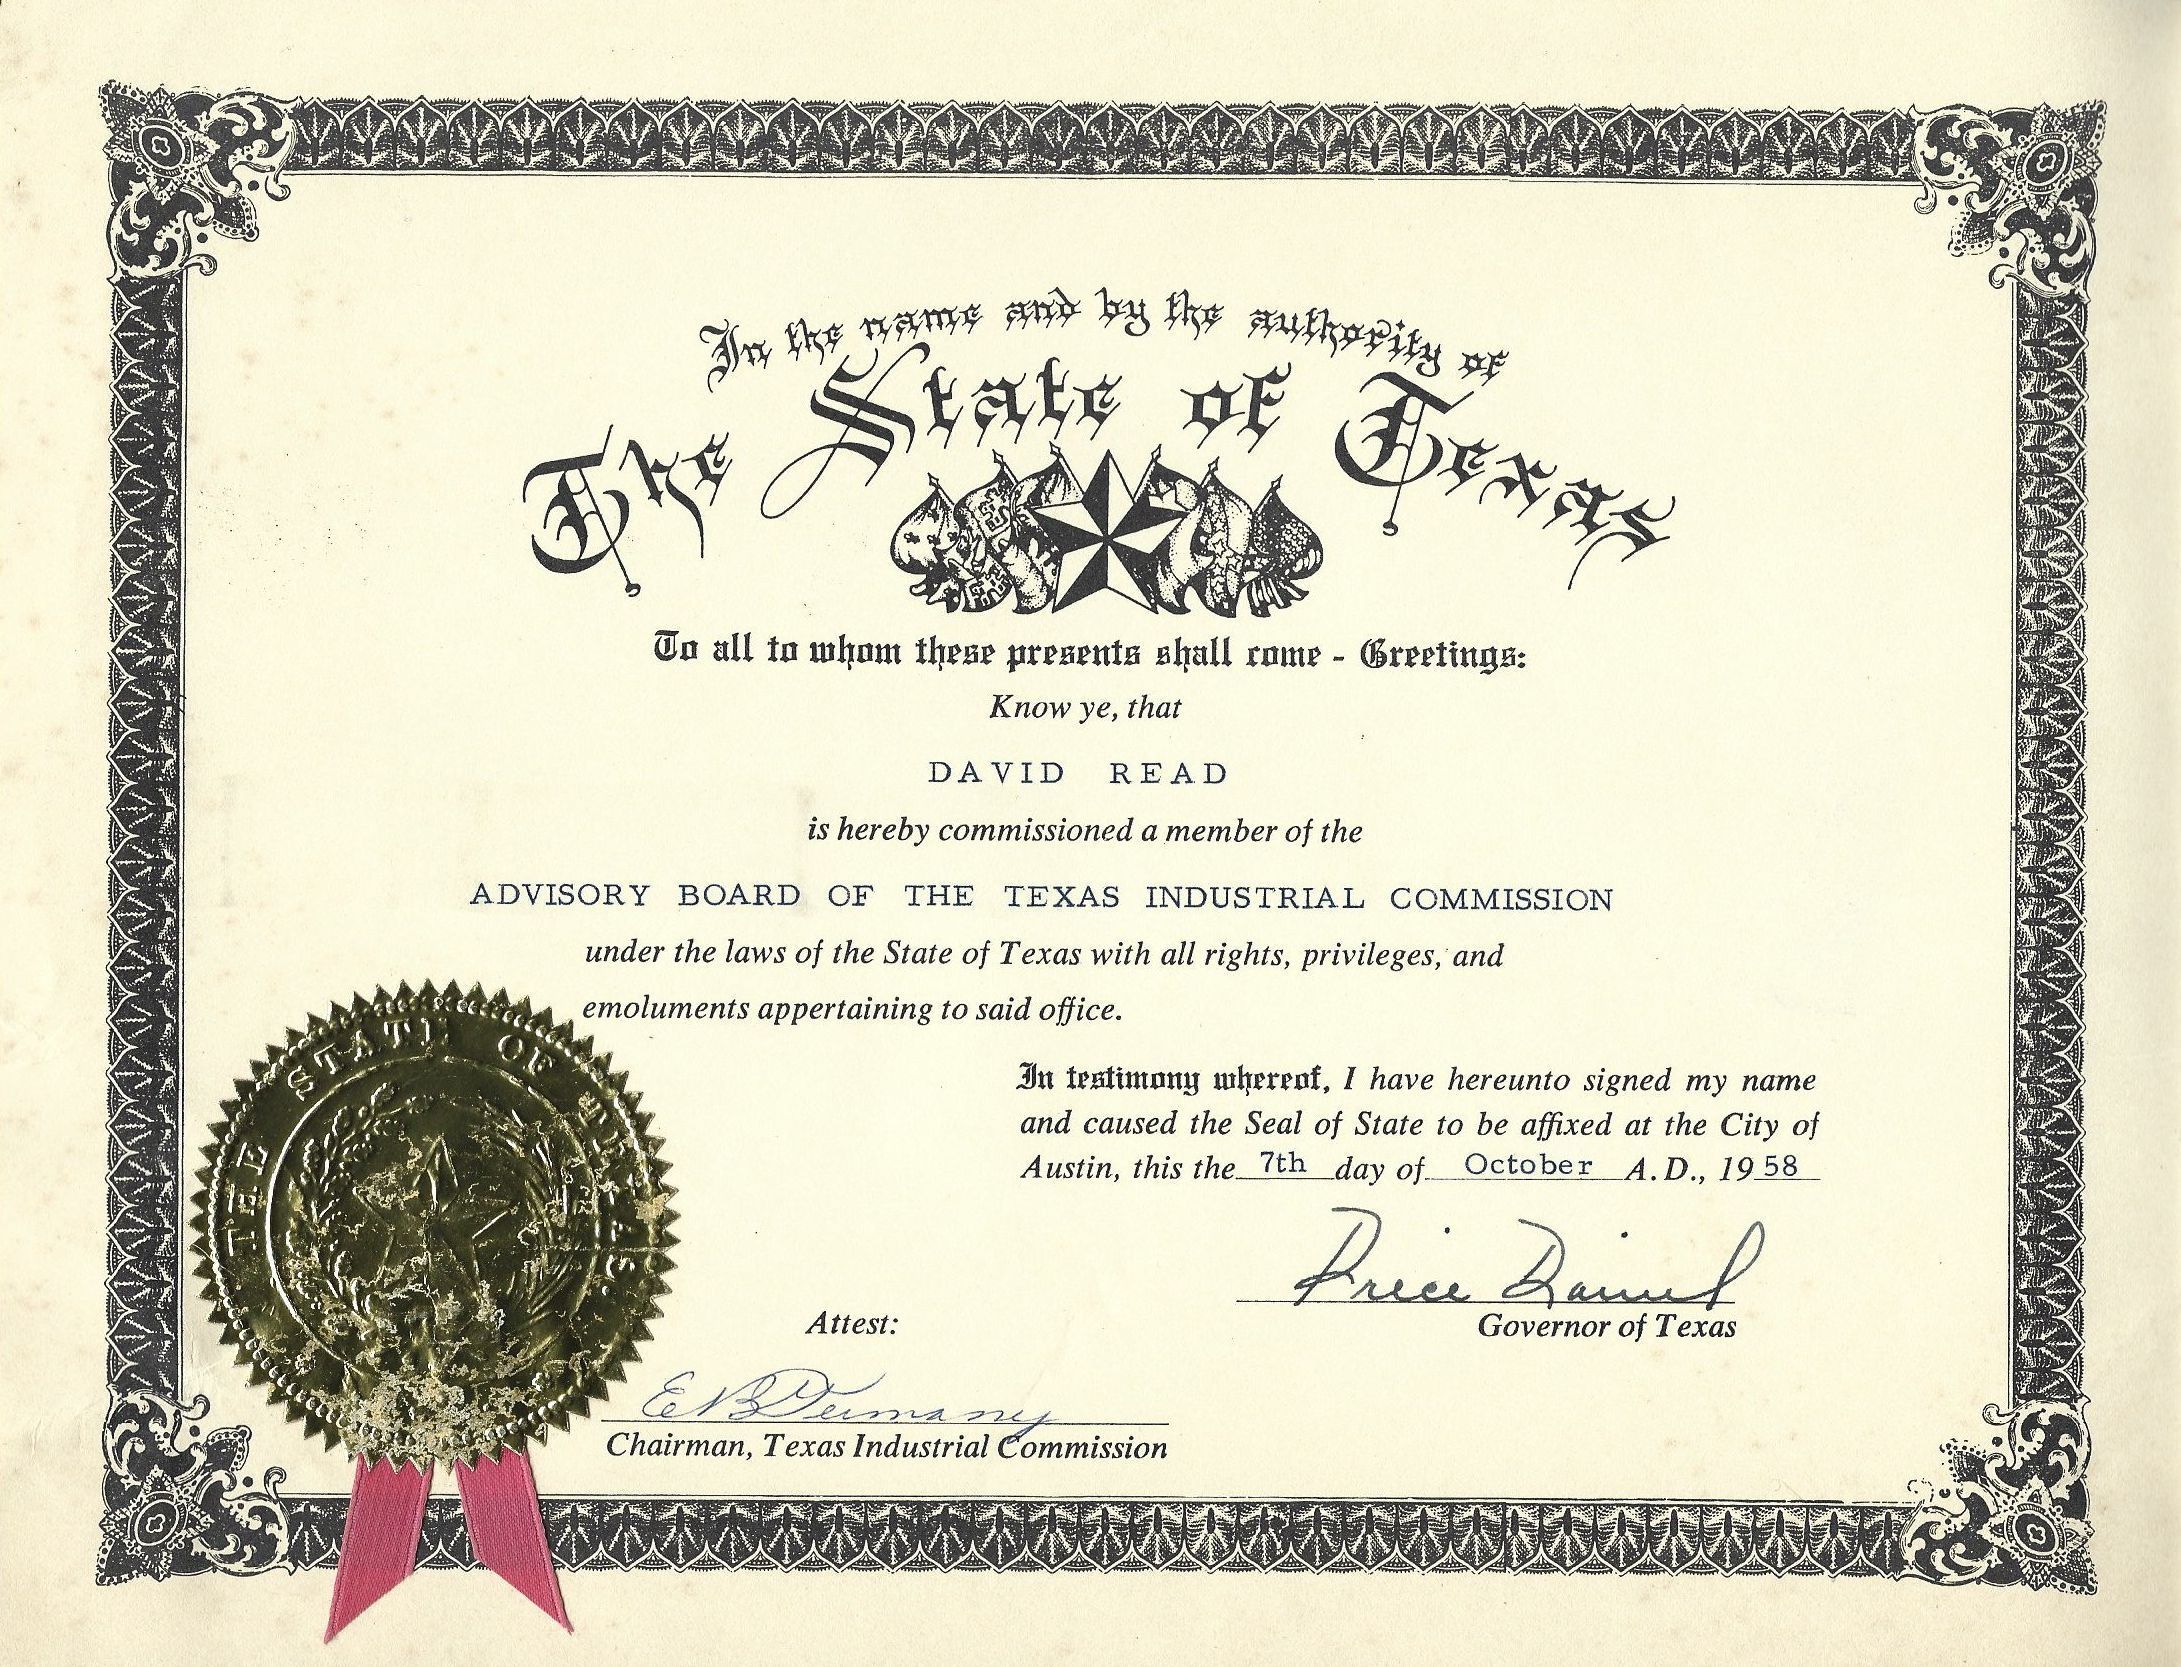 In the name and by the authority of
The State of Texas
To all to whom these presents shall come - Greetings:
Know ye, that
DAVID READ
is hereby commissioned a member of the
ADVISORY BOARD OF THE TEXAS INDUSTRIAL COMMISSION
under the laws of the State of Texas with all rights, privileges, and
emoluments appertaining to said office.
In testimony whereof, I have hereunto signed my name
and caused the Seal of State to be affixed at the City of
Austin, this the 7th day of October A.D., 1958
Price Daniel
Governor of Texas
Attest:
E B Germany
Chairman, Texas Industrial Commission
THE STATE OF TEXAS